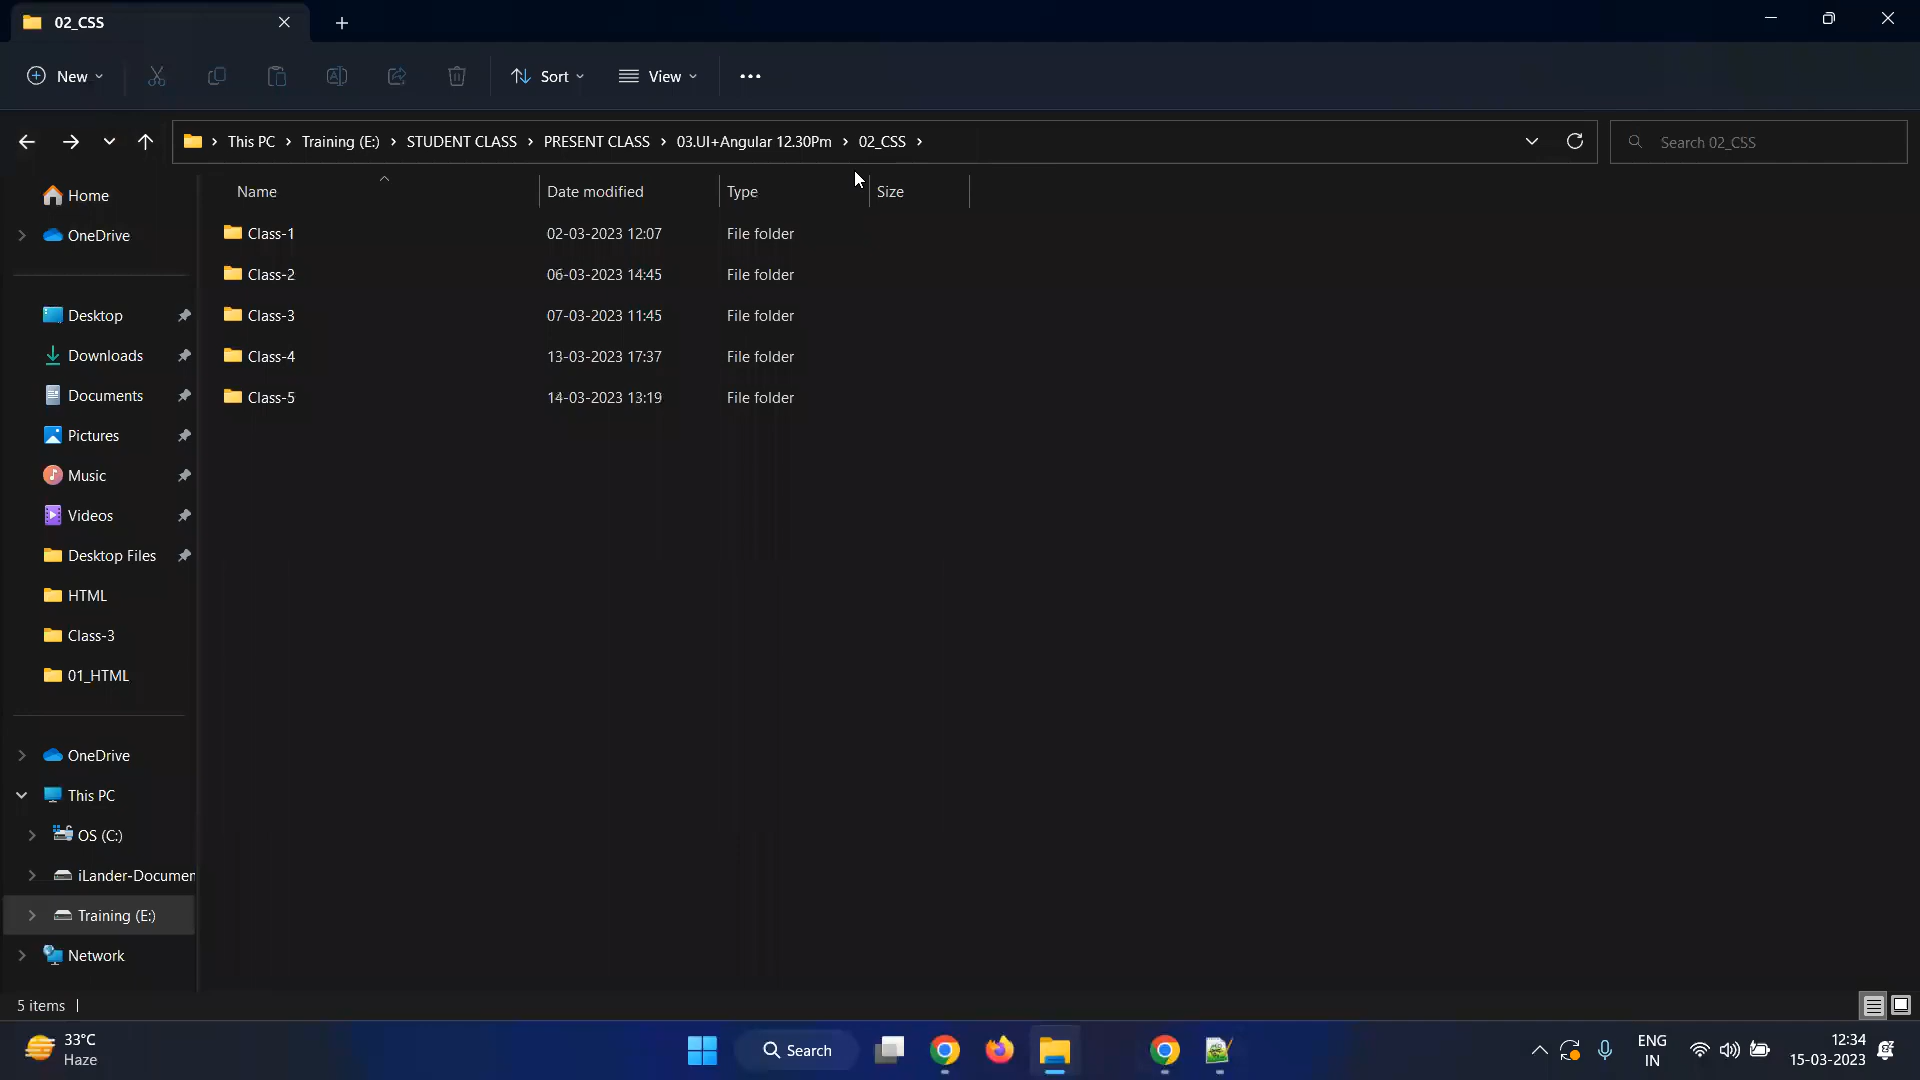 02_CSS
New
Sort
View
This PC
Training (E:)
STUDENT CLASS
PRESENT CLASS
03.UI+Angular 12.30Pm
02_CSS
Search 02_CSS
Name
Date modified
Type
Size
Home
OneDrive
Desktop
Downloads
Documents
Pictures
Music
Videos
Desktop Files
HTML
Class-3
01_HTML
OneDrive
This PC
OS (C:)
iLander-Documen
Training (E:)
Network
Class-1 02-03-2023 12:07 File folder
Class-2 06-03-2023 14:45 File folder
Class-3 07-03-2023 11:45 File folder
Class-4 13-03-2023 17:37 File folder
Class-5 14-03-2023 13:19 File folder
5 items
33°C
Haze
Search
ENG
IN
12:34
15-03-2023